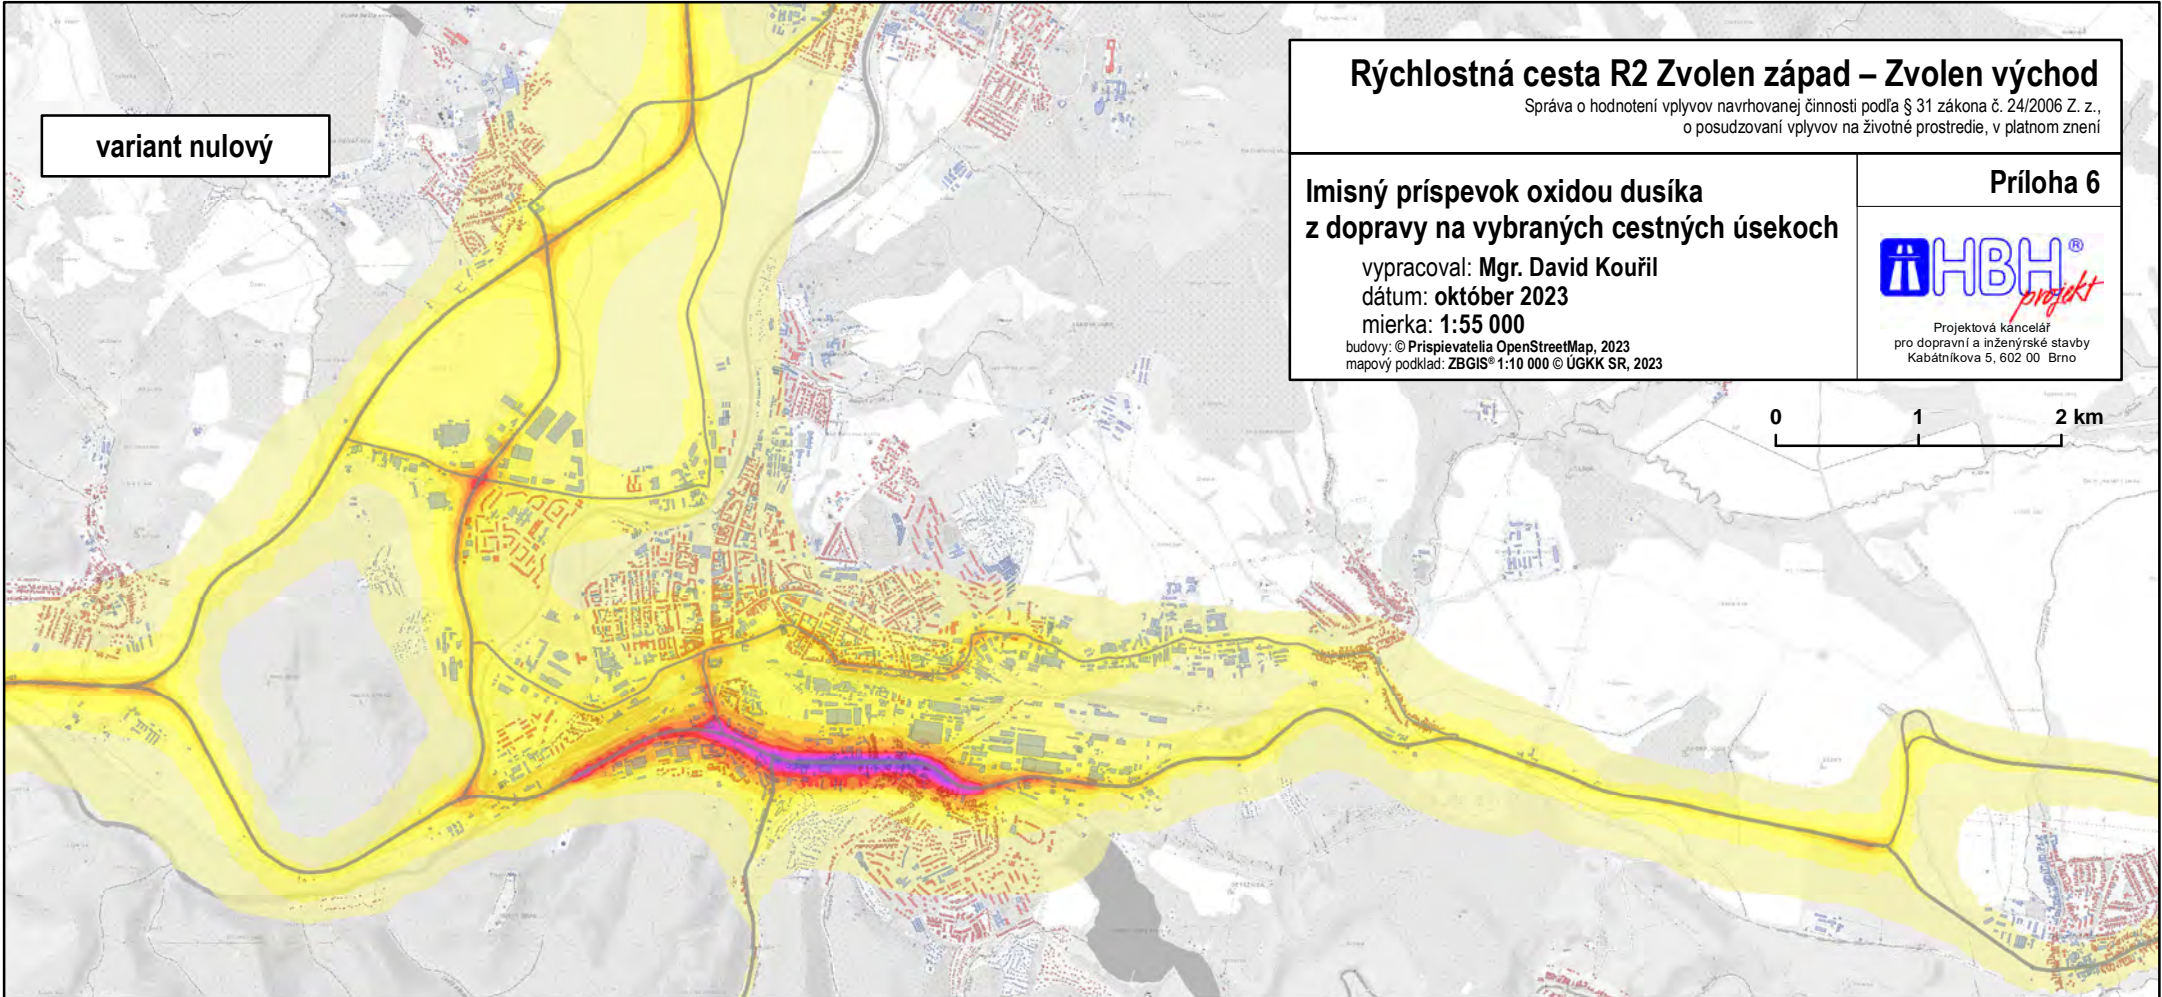 variant nulový
Rýchlostná cesta R2 Zvolen západ – Zvolen východ
Správa o hodnotení vplyvov navrhovanej činnosti podľa § 31 zákona č. 24/2006 Z. z.,
o posudzovaní vplyvov na životné prostredie, v platnom znení
Imisný príspevok oxidou dusíka
z dopravy na vybraných cestných úsekoch
vypracoval: Mgr. David Kouřil
dátum: október 2023
mierka: 1:55 000
budovy: © Prispievatelia OpenStreetMap, 2023
mapový podklad: ZBGIS® 1:10 000 © ÚGKK SR, 2023
Príloha 6
HBH®
projekt
Projektová kancelář
pro dopravní a inženýrské stavby
Kabátníkova 5, 602 00 Brno
0 1 2 km